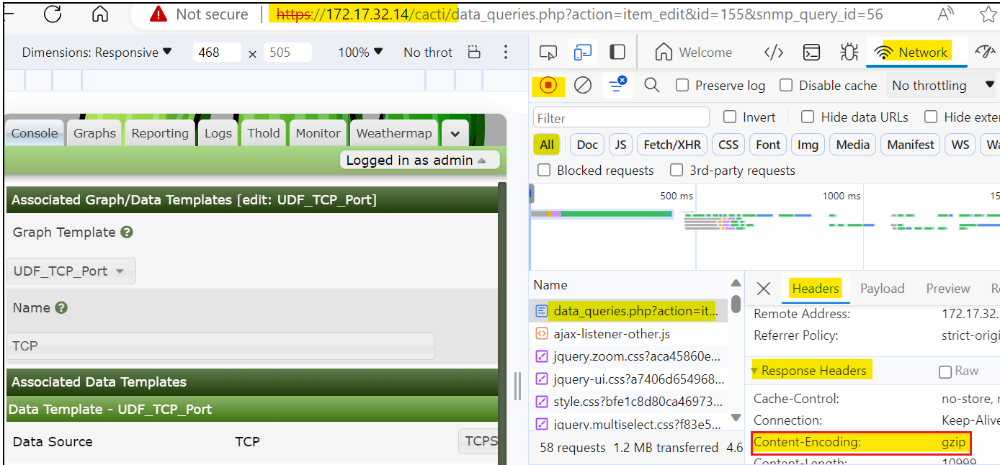 Not secure | https://172.17.32.14/cacti/data_queries.php?action=item_edit&id=155&snmp_query_id=56
Dimensions: Responsive 468 × 505 100% No throt
Welcome
Network
Preserve log Disable cache No throttling
Filter Invert Hide data URLs Hide exter
All Doc JS Fetch/XHR CSS Font Img Media Manifest WS Wa
Blocked requests 3rd-party requests
500 ms 1000 ms 15
Console Graphs Reporting Logs Thold Monitor Weathermap
Logged in as admin
Associated Graph/Data Templates [edit: UDF_TCP_Port]
Graph Template
UDF_TCP_Port
Name
TCP
Associated Data Templates
Data Template - UDF_TCP_Port
Data Source TCP TCPS
Name
data_queries.php?action=it...
ajax-listener-other.js
jquery.zoom.css?aca45860e...
jquery-ui.css?a7406d654968...
style.css?bfe1c8d80ca46973...
jquery.multiselect.css?f83e5...
58 requests 1.2 MB transferred 4.6
Headers Payload Preview R
Remote Address: 172.17.32.
Referrer Policy: strict-origi
Response Headers Raw
Cache-Control: no-store,
Connection: Keep-Alive
Content-Encoding: gzip
Content-Length: 10999